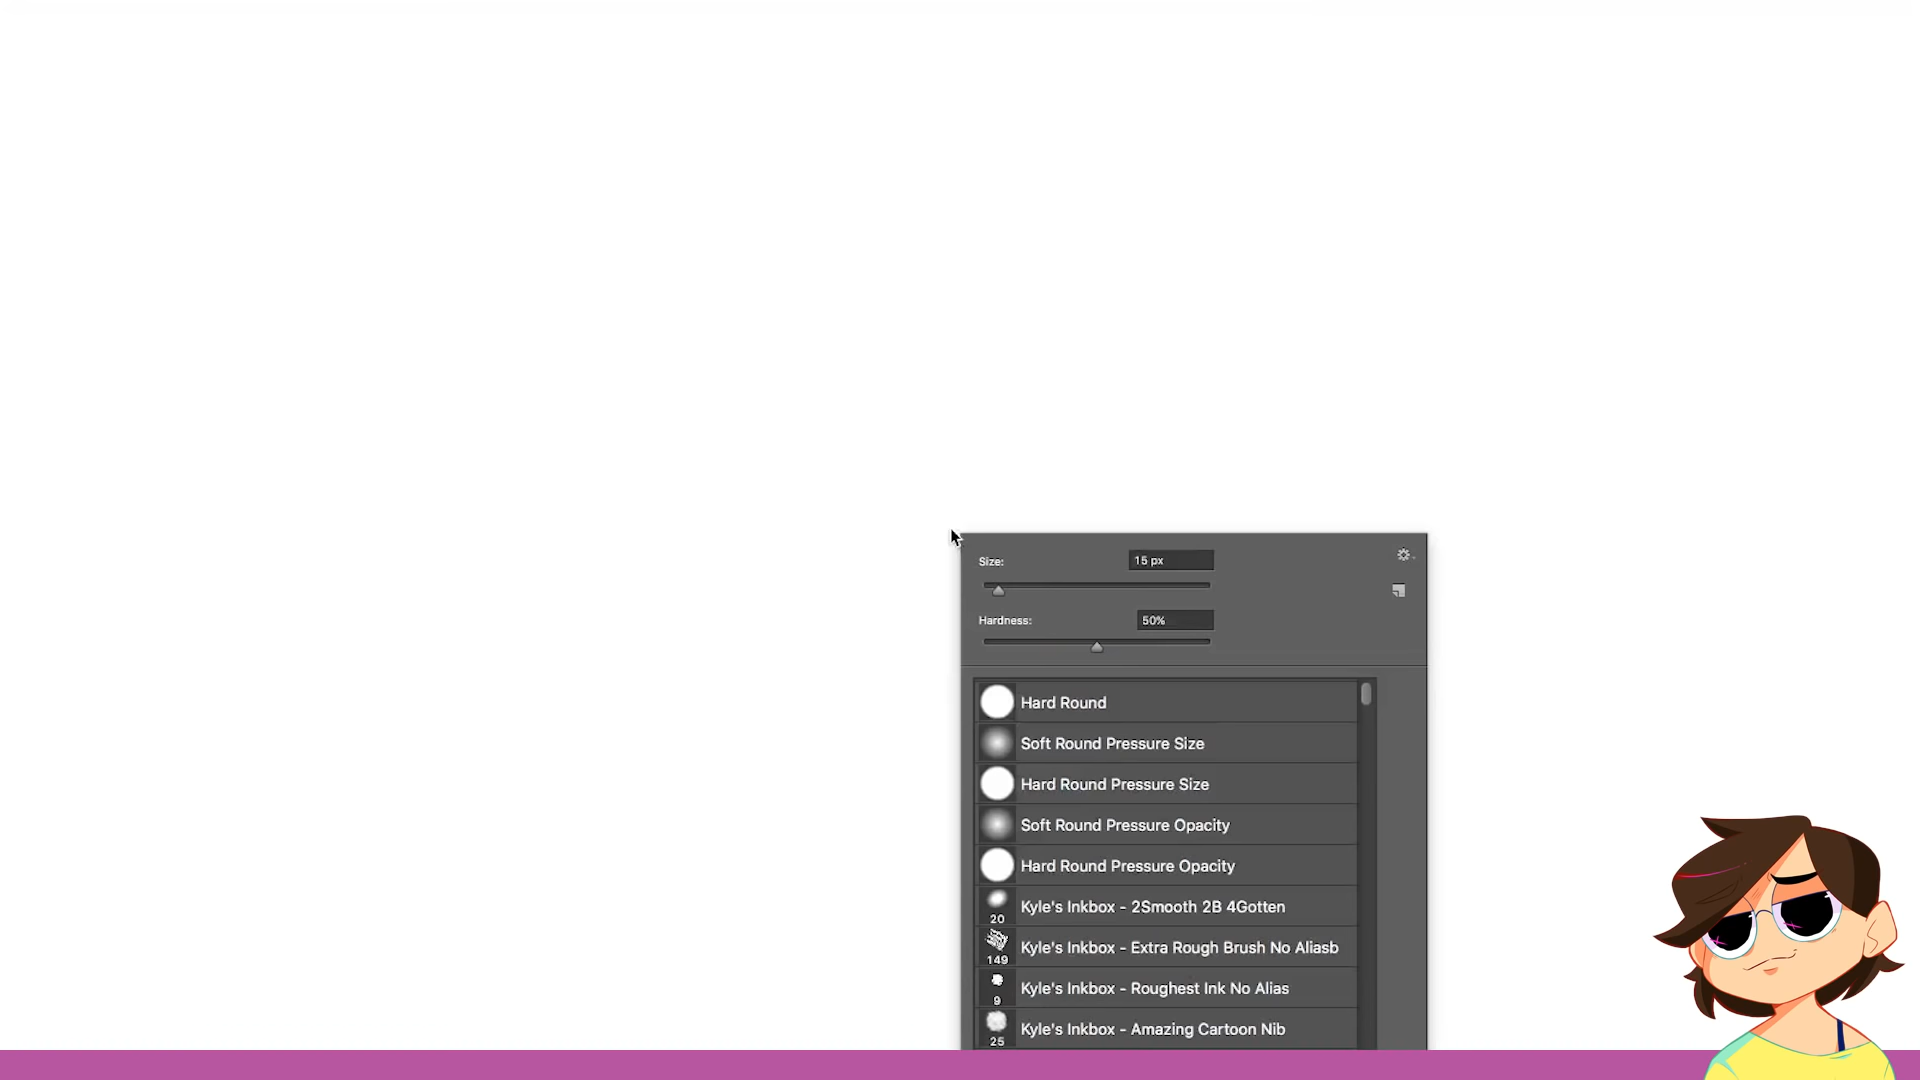 Size:
15 px
Hardness:
50%
Hard Round
Soft Round Pressure Size
Hard Round Pressure Size
Soft Round Pressure Opacity
Hard Round Pressure Opacity
20
Kyle's Inkbox - 2Smooth 2B 4Gotten
149
Kyle's Inkbox - Extra Rough Brush No Aliasb
9
Kyle's Inkbox - Roughest Ink No Alias
25
Kyle's Inkbox - Amazing Cartoon Nib